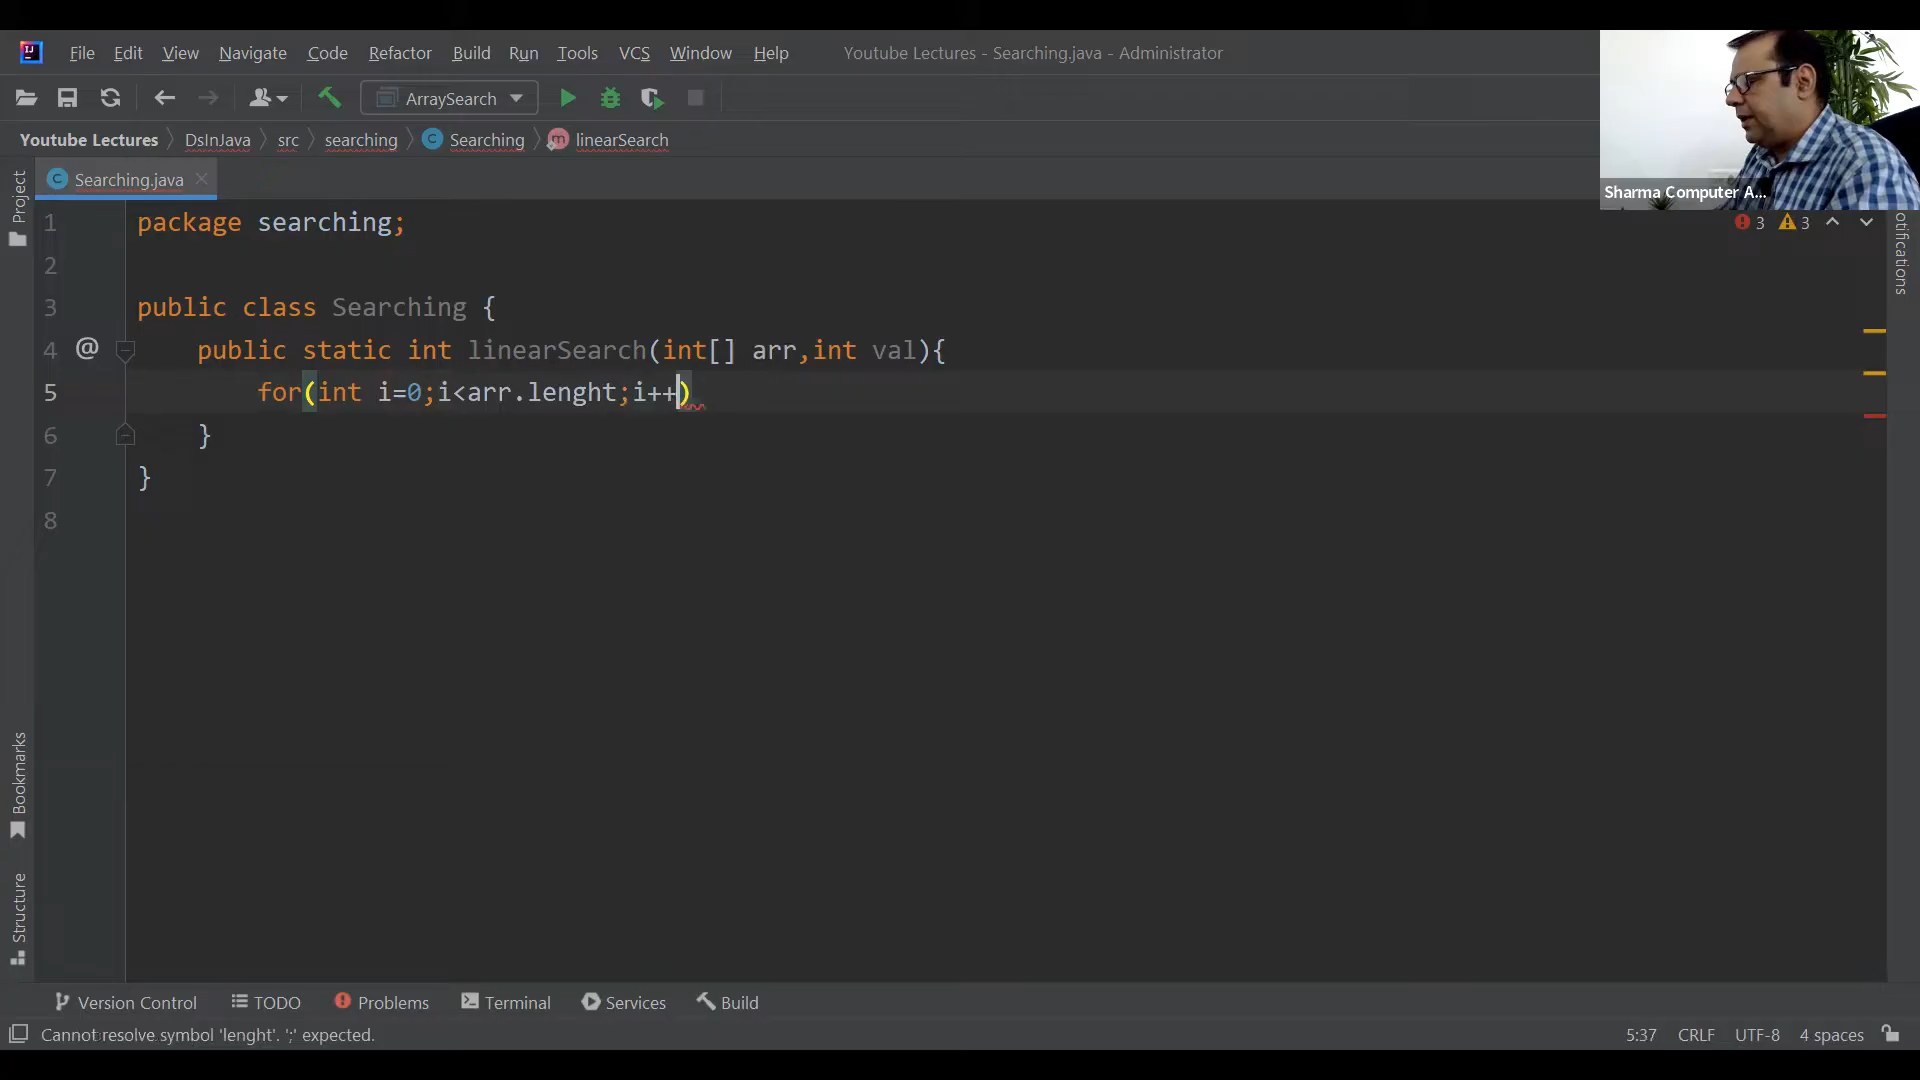 File Edit View Navigate Code Refactor Build Run Tools VCS Window Help Youtube Lectures - Searching.java - Administrator
ArraySearch
Youtube Lectures DsInJava src searching Searching linearSearch
Searching.java
Sharma Computer A...
3 3
Project
otifications
1 package searching;
2
3 public class Searching {
4 @ public static int linearSearch(int[] arr,int val){
5 for(int i=0;i<arr.lenght;i++)
6 }
7 }
8
Bookmarks
Structure
Version Control TODO Problems Terminal Services Build
Cannot resolve symbol 'lenght'. ';' expected. 5:37 CRLF UTF-8 4 spaces